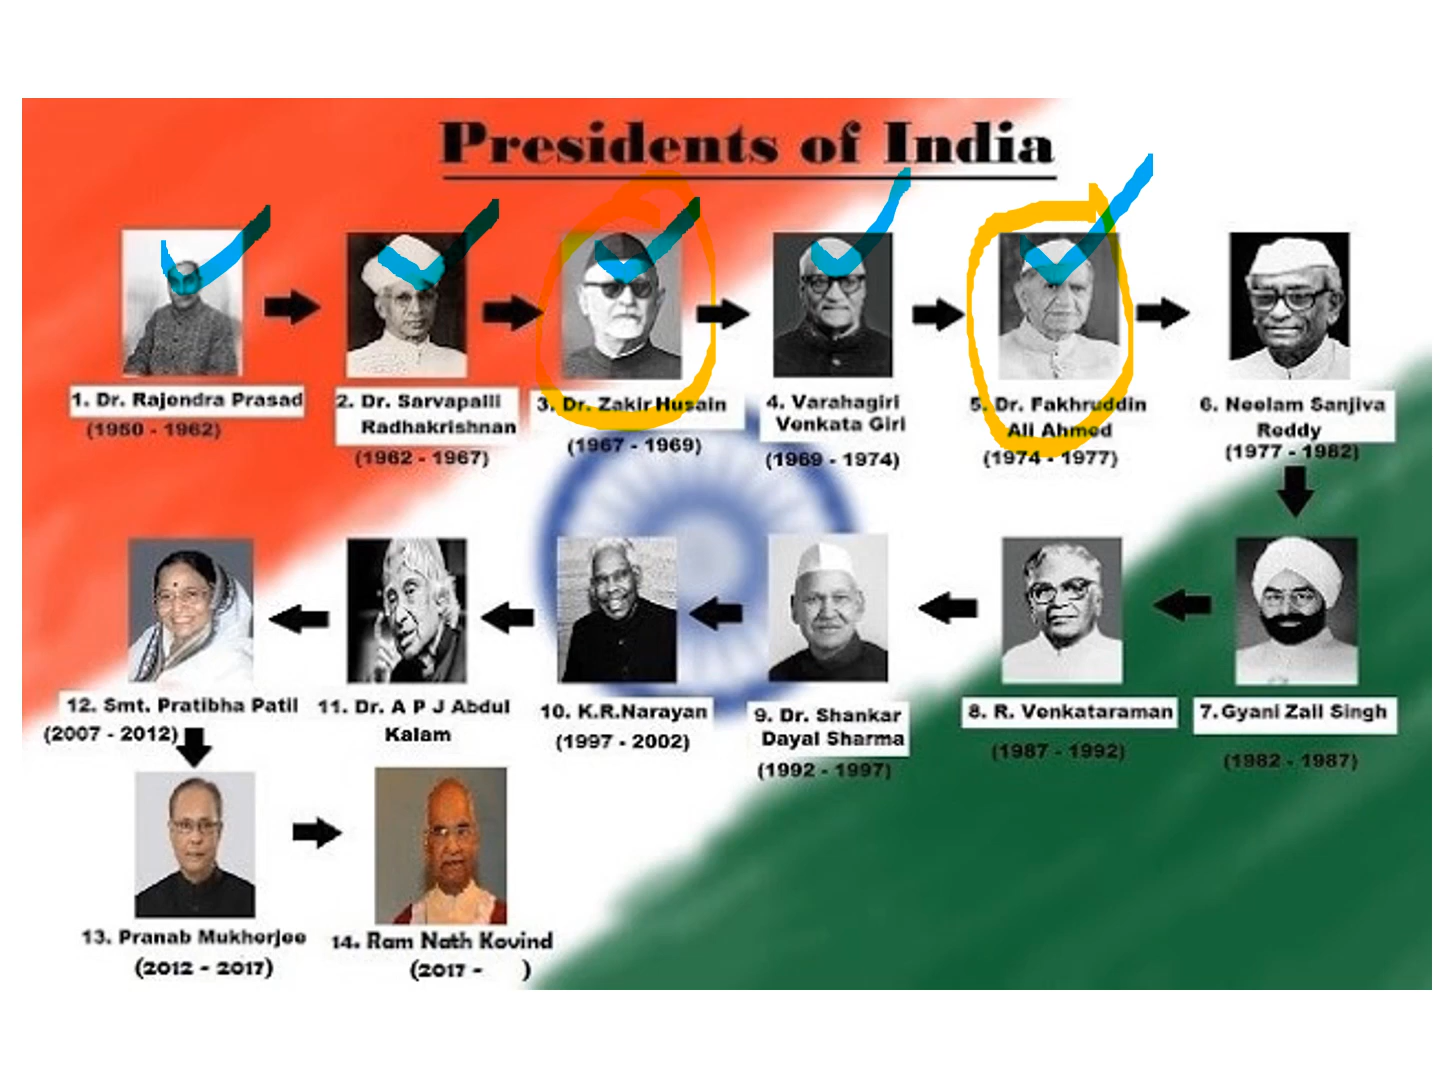 Presidents of India
1. Dr. Rajendra Prasad
(1950 - 1962)
2. Dr. Sarvapalli
Radhakrishnan
(1962 - 1967)
3. Dr. Zakir Husain
(1967 - 1969)
4. Varahagiri
Venkata Giri
(1969 - 1974)
5. Dr. Fakhruddin
Ali Ahmed
(1974 - 1977)
6. Neelam Sanjiva
Reddy
(1977 - 1982)
12. Smt. Pratibha Patil
(2007 - 2012)
11. Dr. A P J Abdul
Kalam
10. K.R.Narayan
(1997 - 2002)
9. Dr. Shankar
Dayal Sharma
(1992 - 1997)
8. R. Venkataraman
(1987 - 1992)
7.Gyani Zail Singh
(1982 - 1987)
13. Pranab Mukherjee
(2012 - 2017)
14. Ram Nath Kovind
(2017 - )